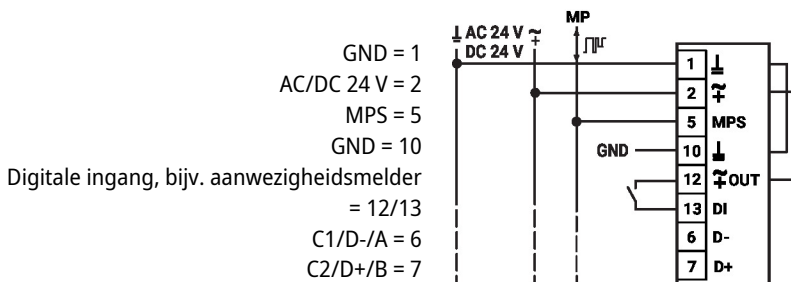 GND = 1
AC/DC 24 V = 2
MPS = 5
GND = 10
Digitale ingang, bijv. aanwezigheidsmelder
= 12/13
C1/D-/A = 6
C2/D+/B = 7
MP
⊥ AC 24 V ~
DC 24 V +
1 ⊥
2 ~+
5 MPS
GND 10 ⊥
12 ~+ OUT
13 DI
6 D-
7 D+